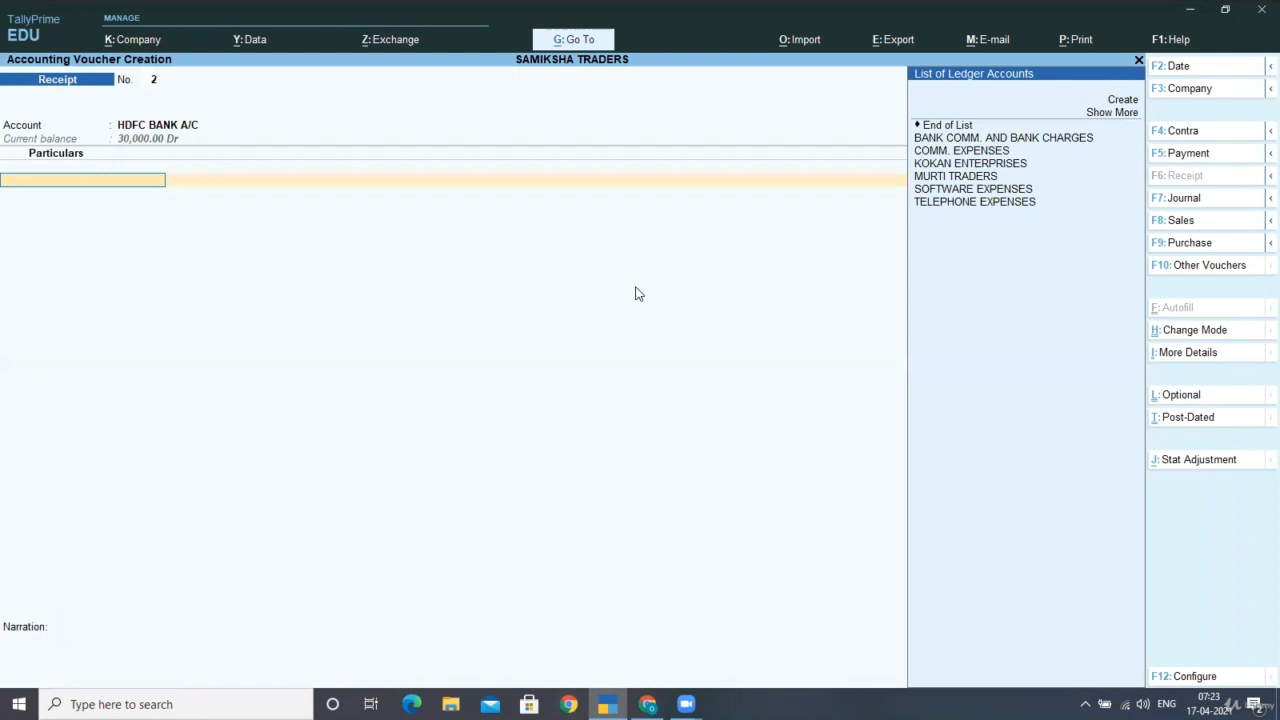 TallyPrime
EDU
MANAGE
K: Company
Y: Data
Z: Exchange
G: Go To
O: Import
E: Export
M: E-mail
P: Print
F1: Help
Accounting Voucher Creation
SAMIKSHA TRADERS
Receipt
No. 2
Account : HDFC BANK A/C
Current balance : 30,000.00 Dr
Particulars
Narration:
List of Ledger Accounts
Create
Show More
♦ End of List
BANK COMM. AND BANK CHARGES
COMM. EXPENSES
KOKAN ENTERPRISES
MURTI TRADERS
SOFTWARE EXPENSES
TELEPHONE EXPENSES
F2: Date
F3: Company
F4: Contra
F5: Payment
F6: Receipt
F7: Journal
F8: Sales
F9: Purchase
F10: Other Vouchers
F: Autofill
H: Change Mode
I: More Details
L: Optional
T: Post-Dated
J: Stat Adjustment
F12: Configure
Type here to search
ENG
07:23
17-04-2021